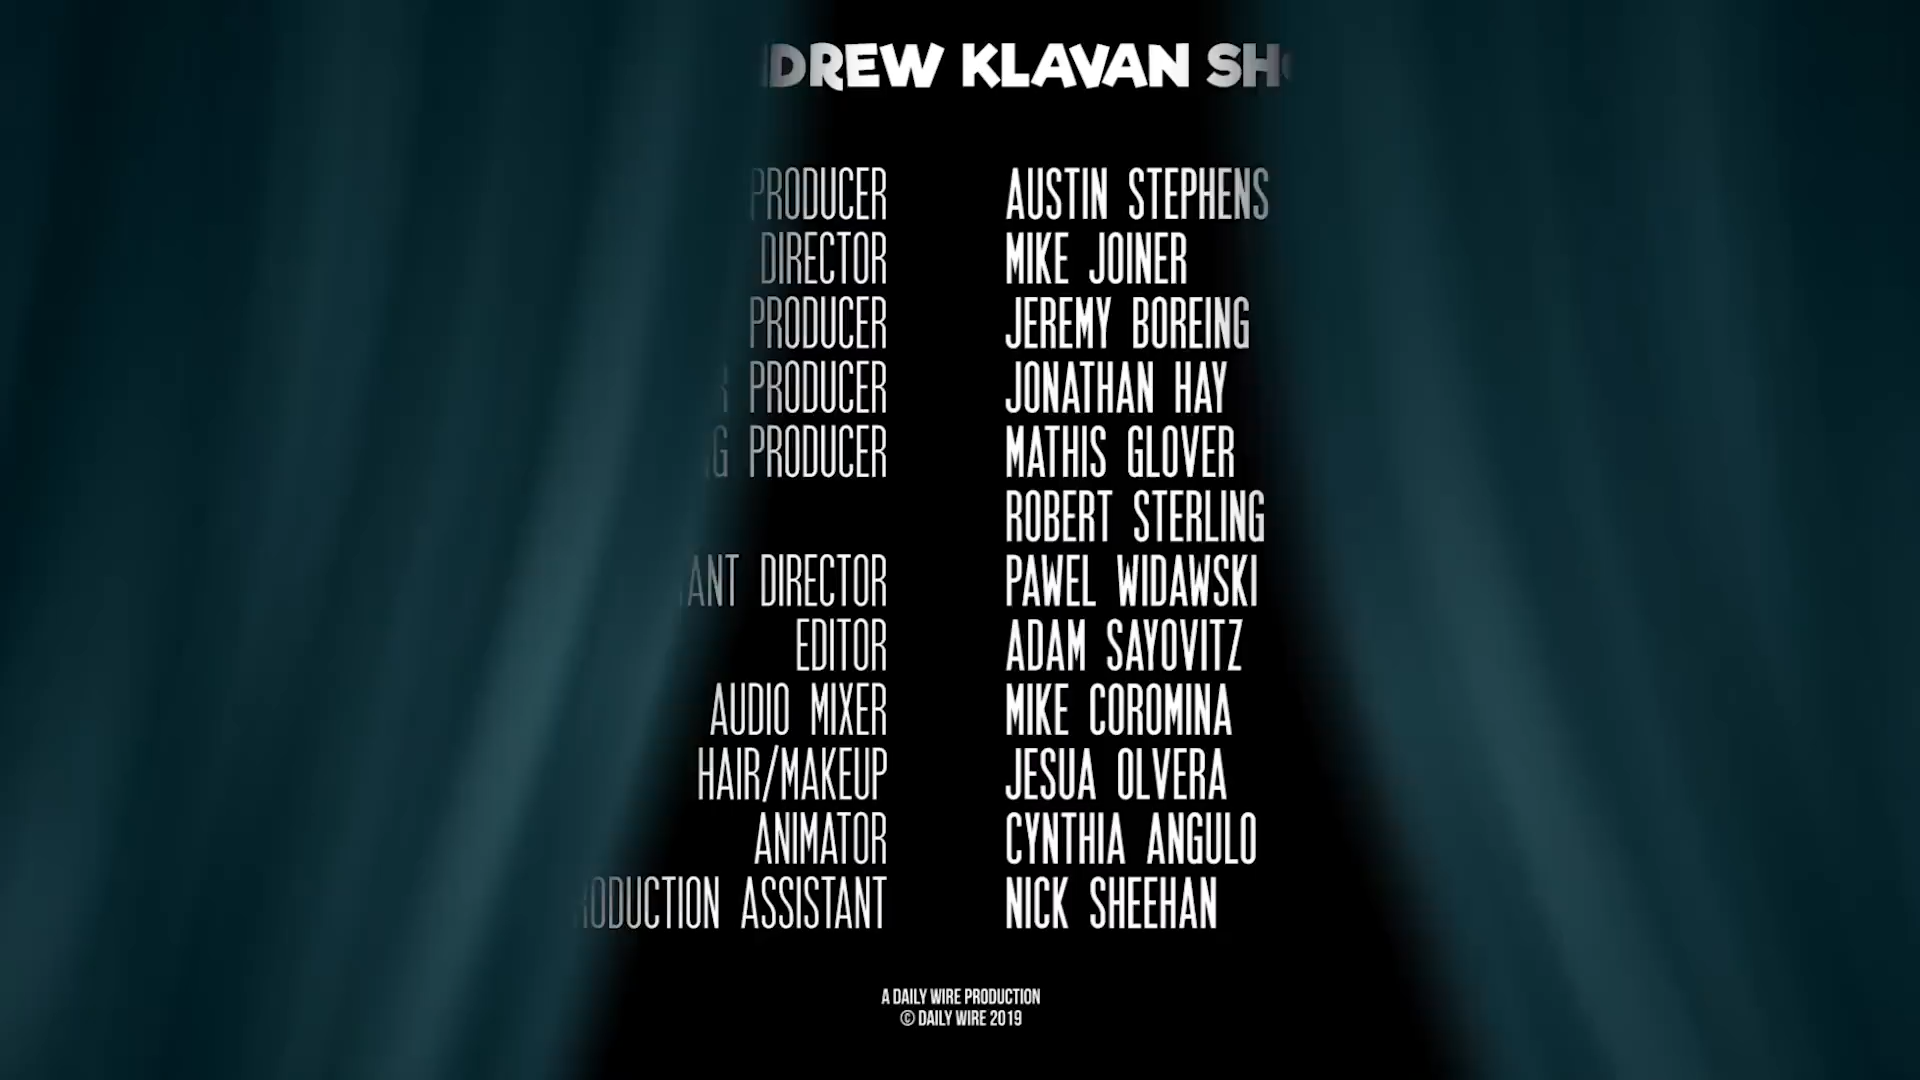 DREW KLAVAN SH
PRODUCER AUSTIN STEPHENS
DIRECTOR MIKE JOINER
PRODUCER JEREMY BOREING
PRODUCER JONATHAN HAY
PRODUCER MATHIS GLOVER
ROBERT STERLING
ANT DIRECTOR PAWEL WIDAWSKI
EDITOR ADAM SAYOVITZ
AUDIO MIXER MIKE COROMINA
HAIR/MAKEUP JESUA OLVERA
ANIMATOR CYNTHIA ANGULO
ODUCTION ASSISTANT NICK SHEEHAN
A DAILY WIRE PRODUCTION
© DAILY WIRE 2019